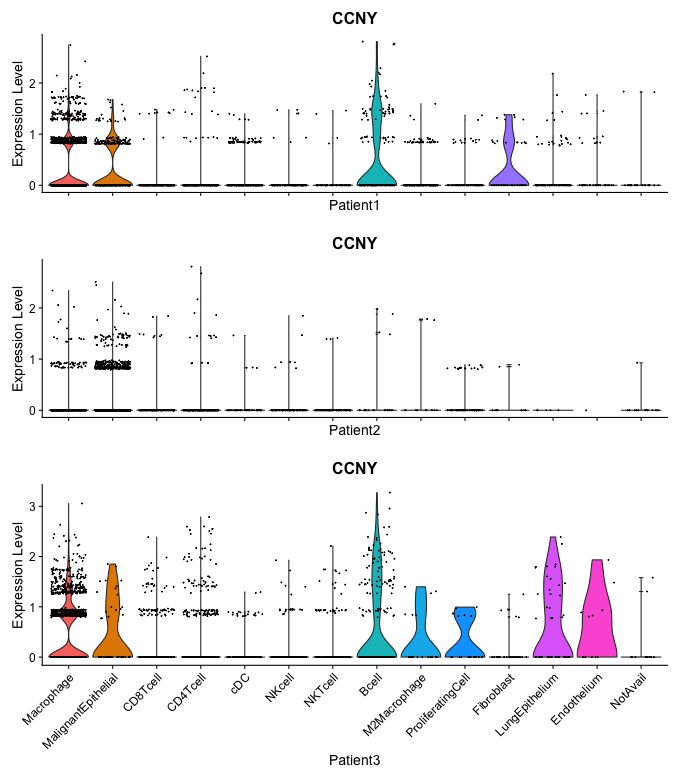 CCNY
Expression Level
2
1
0
Patient1
CCNY
Expression Level
2
1
0
Patient2
CCNY
Expression Level
3
2
1
0
Macrophage
MalignantEpithelial
CD8Tcell
CD4Tcell
cDC
NKcell
NKTcell
Bcell
M2Macrophage
ProliferatingCell
Fibroblast
LungEpithelium
Endothelium
NotAvail
Patient3